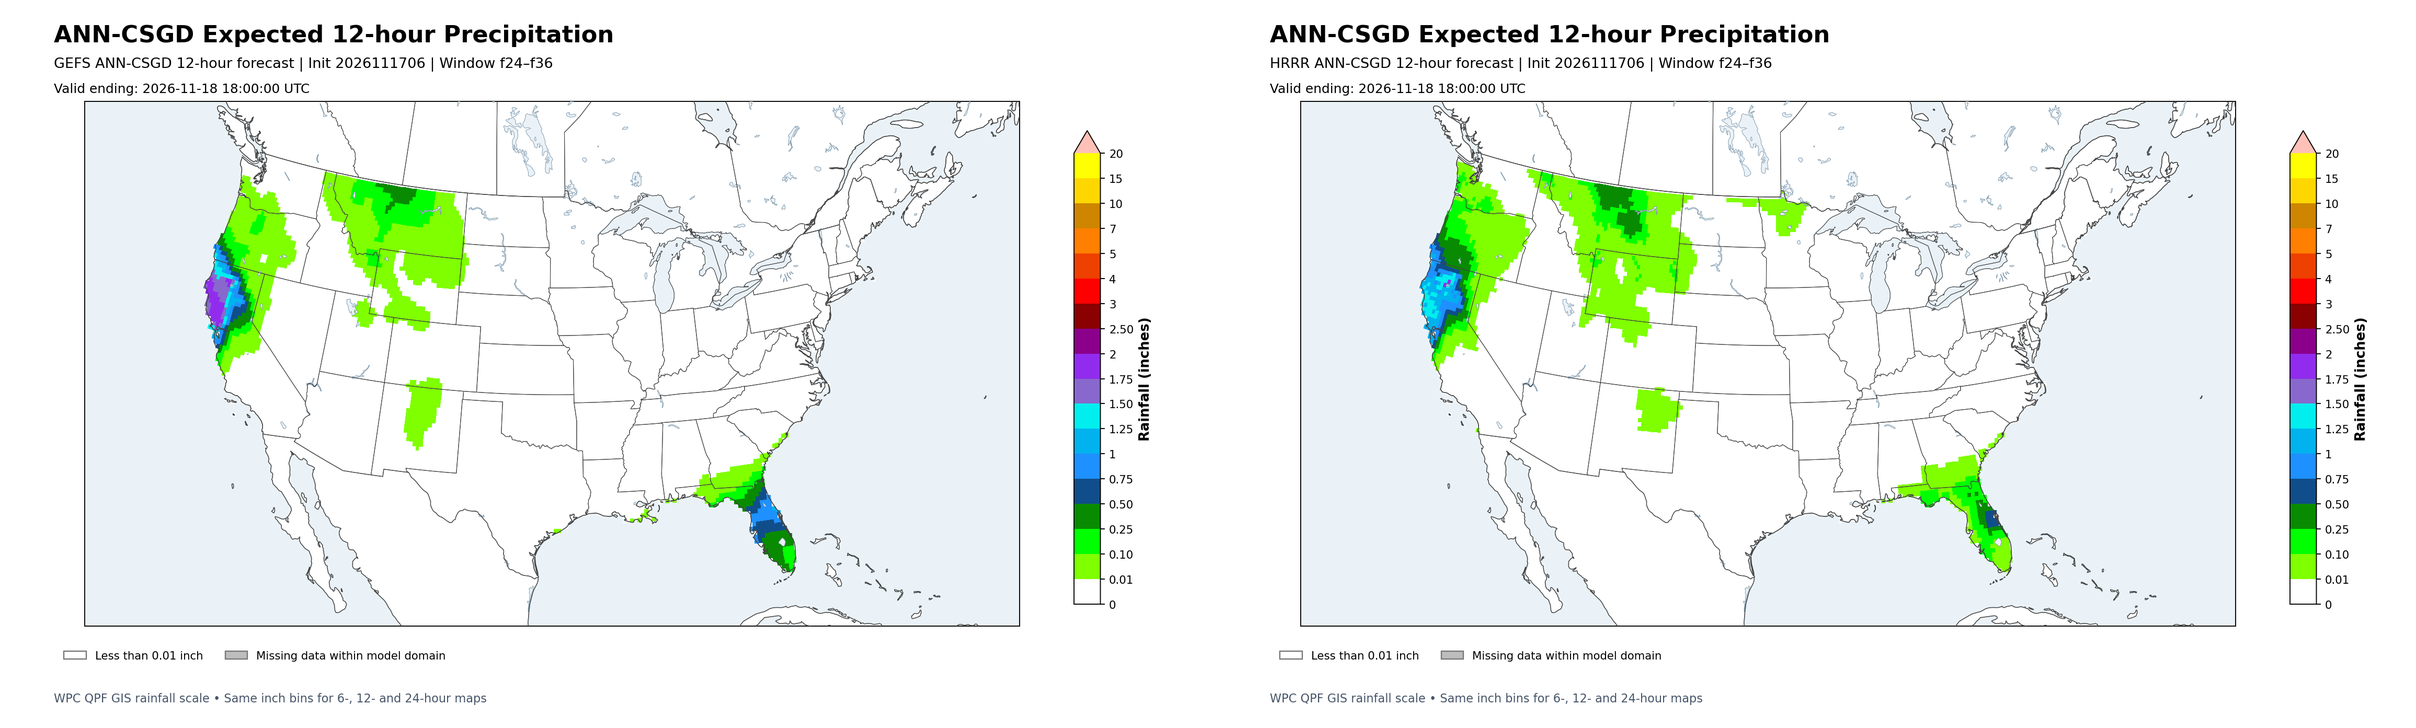 ANN-CSGD Expected 12-hour Precipitation
GEFS ANN-CSGD 12-hour forecast | Init 2026111706 | Window f24–f36
Valid ending: 2026-11-18 18:00:00 UTC
20
15
10
7
5
4
3
2.50
2
1.75
1.50
1.25
1
0.75
0.50
0.25
0.10
0.01
0
Rainfall (inches)
Less than 0.01 inch
Missing data within model domain
WPC QPF GIS rainfall scale • Same inch bins for 6-, 12- and 24-hour maps
ANN-CSGD Expected 12-hour Precipitation
HRRR ANN-CSGD 12-hour forecast | Init 2026111706 | Window f24–f36
Valid ending: 2026-11-18 18:00:00 UTC
20
15
10
7
5
4
3
2.50
2
1.75
1.50
1.25
1
0.75
0.50
0.25
0.10
0.01
0
Rainfall (inches)
Less than 0.01 inch
Missing data within model domain
WPC QPF GIS rainfall scale • Same inch bins for 6-, 12- and 24-hour maps